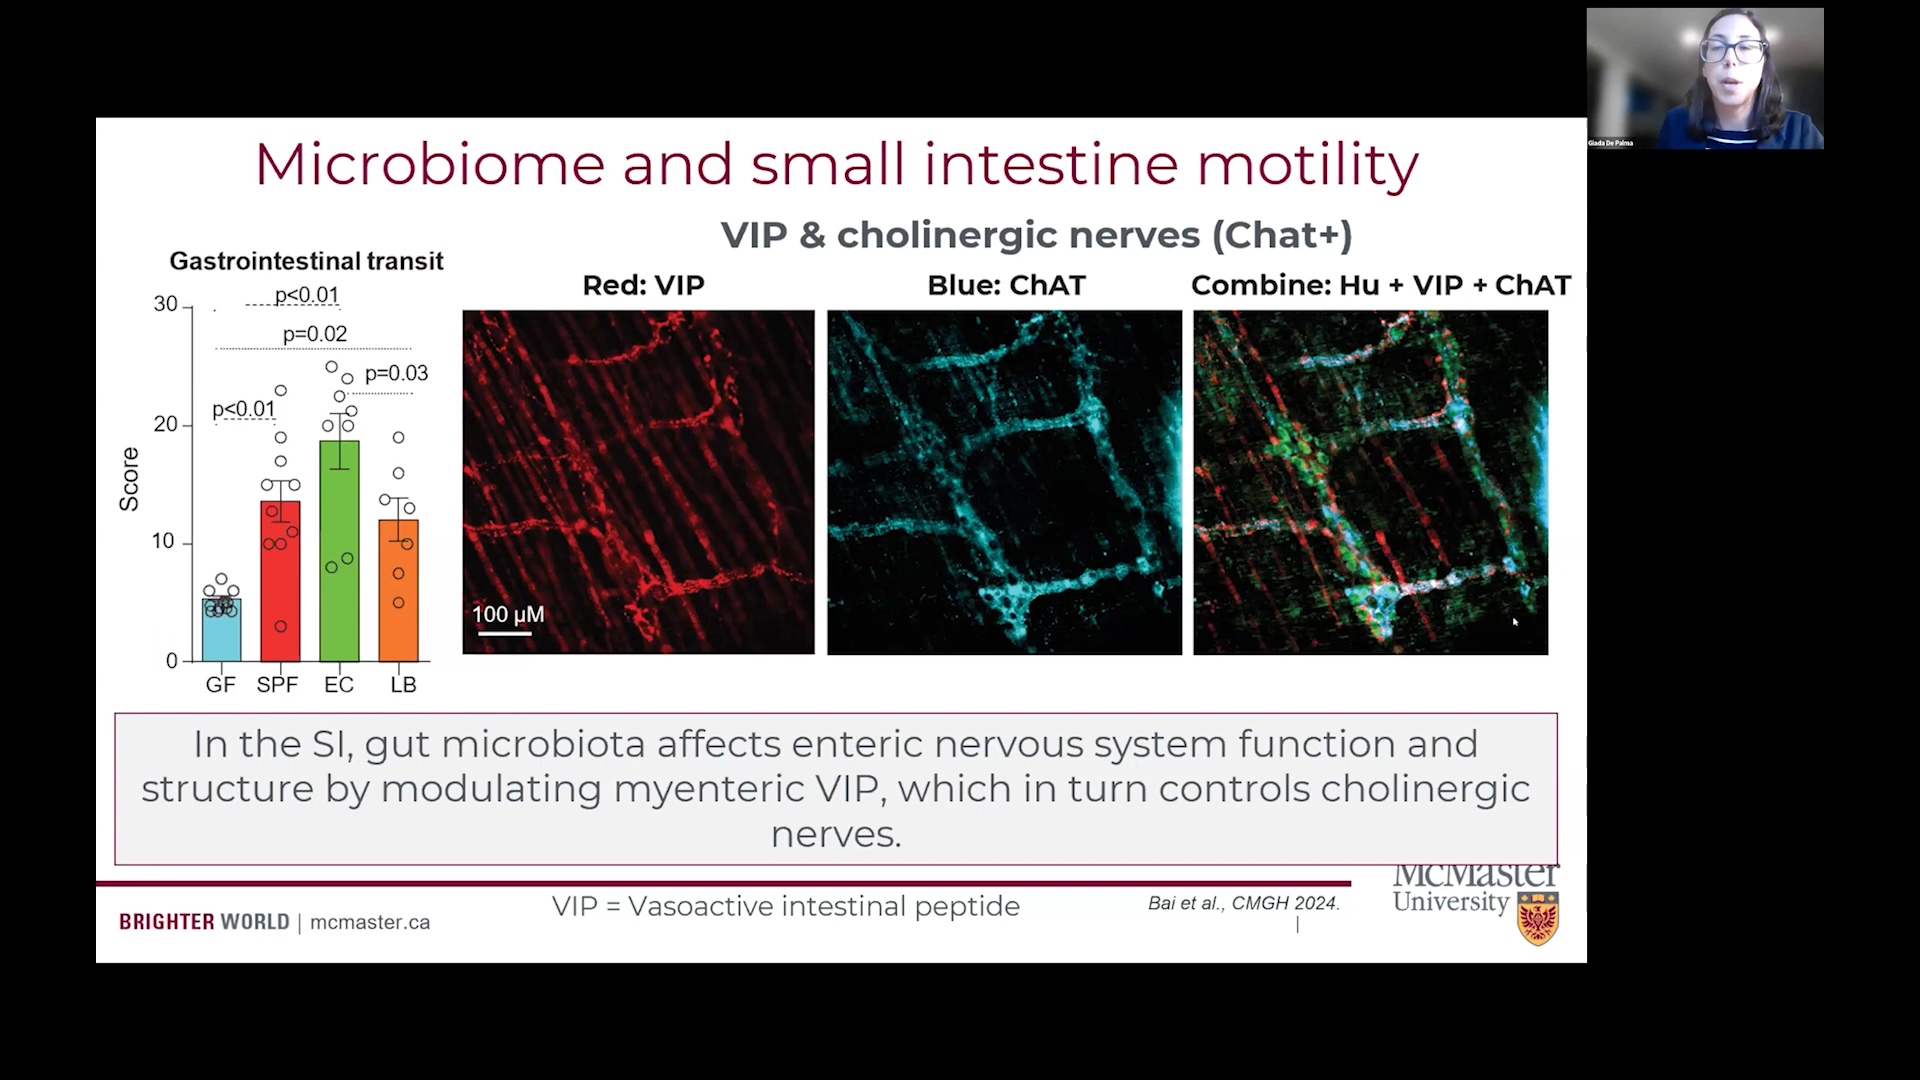 Giada De Palma
Microbiome and small intestine motility
VIP & cholinergic nerves (Chat+)
Gastrointestinal transit
Red: VIP
Blue: ChAT
Combine: Hu + VIP + ChAT
p<0.01
p=0.02
p=0.03
p<0.01
Score
30
20
10
0
GF SPF EC LB
100 µM
In the SI, gut microbiota affects enteric nervous system function and
structure by modulating myenteric VIP, which in turn controls cholinergic
nerves.
BRIGHTER WORLD | mcmaster.ca
VIP = Vasoactive intestinal peptide
Bai et al., CMGH 2024.
|
McMaster
University